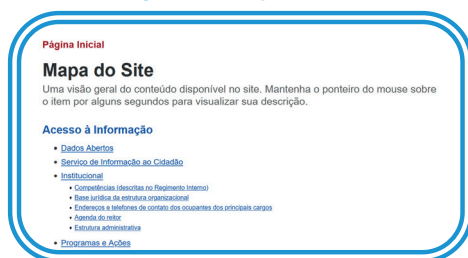 Página Inicial
Mapa do Site
Uma visão geral do conteúdo disponível no site. Mantenha o ponteiro do mouse sobre
o item por alguns segundos para visualizar sua descrição.
Acesso à Informação
• Dados Abertos
• Serviço de Informação ao Cidadão
• Institucional
• Competências (descritas no Regimento Interno)
• Base jurídica da estrutura organizacional
• Endereços e telefones de contato dos ocupantes dos principais cargos
• Agenda do reitor
• Estrutura administrativa
• Programas e Ações